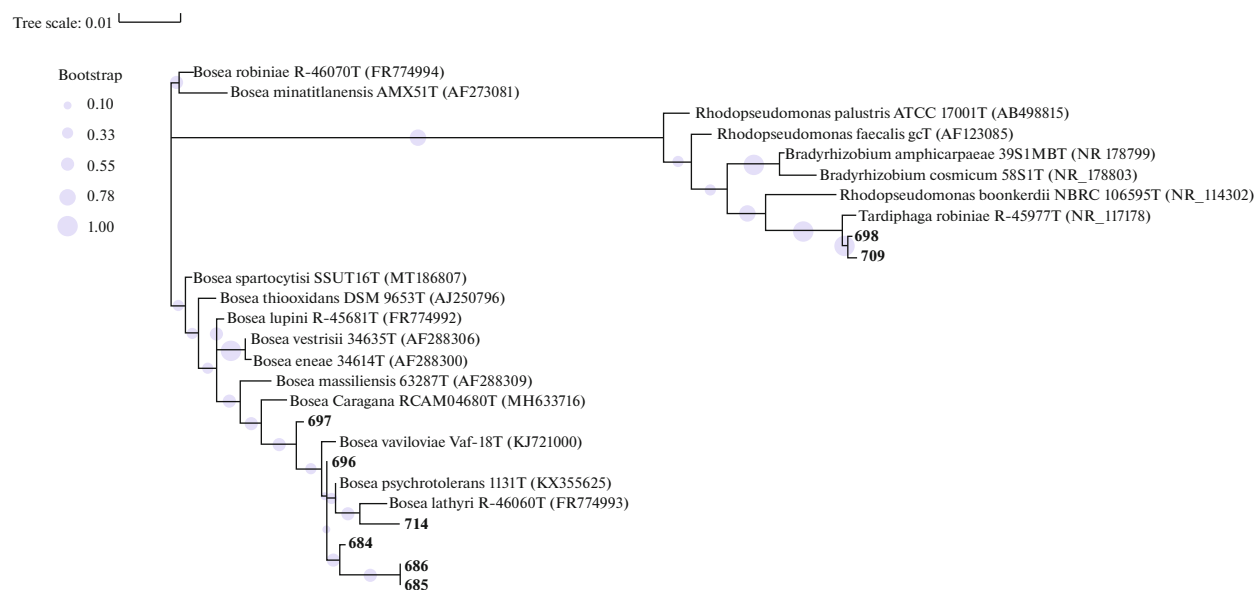 Tree scale: 0.01
Bootstrap
0.10
0.33
0.55
0.78
1.00
Bosea robiniae R-46070T (FR774994)
Bosea minatitlanensis AMX51T (AF273081)
Rhodopseudomonas palustris ATCC 17001T (AB498815)
Rhodopseudomonas faecalis gcT (AF123085)
Bradyrhizobium amphicarpaeae 39S1MBT (NR 178799)
Bradyrhizobium cosmicum 58S1T (NR_178803)
Rhodopseudomonas boonkerdii NBRC 106595T (NR_114302)
Tardiphaga robiniae R-45977T (NR_117178)
698
709
Bosea spartocytisi SSUT16T (MT186807)
Bosea thiooxidans DSM 9653T (AJ250796)
Bosea lupini R-45681T (FR774992)
Bosea vestrisii 34635T (AF288306)
Bosea eneae 34614T (AF288300)
Bosea massiliensis 63287T (AF288309)
Bosea Caragana RCAM04680T (MH633716)
697
Bosea vaviloviae Vaf-18T (KJ721000)
696
Bosea psychrotolerans 1131T (KX355625)
Bosea lathyri R-46060T (FR774993)
714
684
686
685